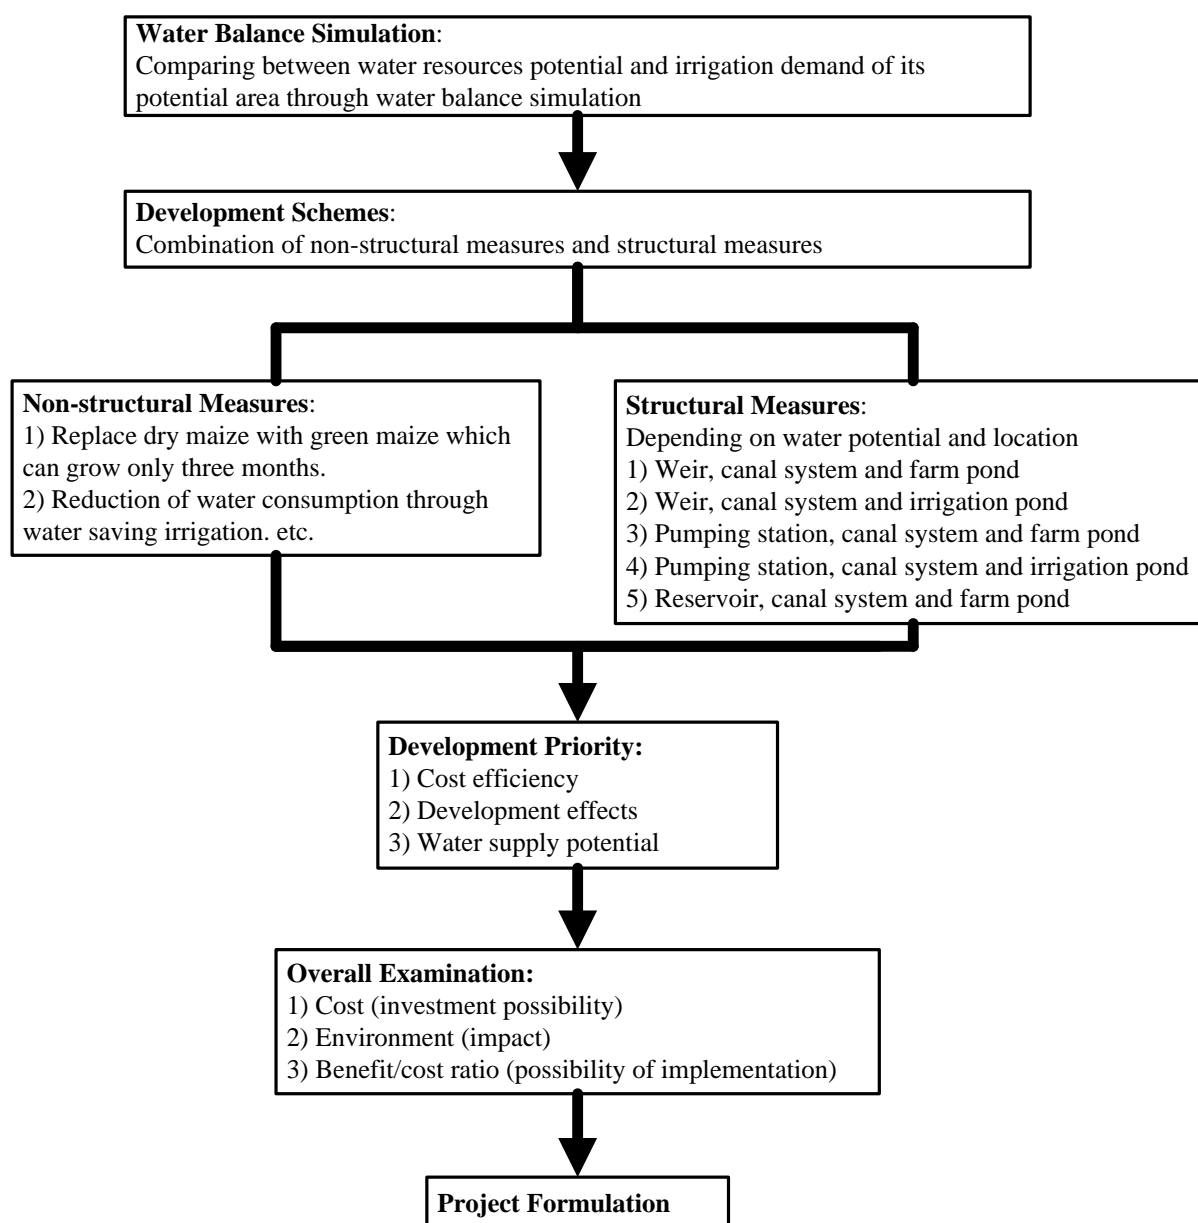 Water Balance Simulation:
Comparing between water resources potential and irrigation demand of its
potential area through water balance simulation
Development Schemes:
Combination of non-structural measures and structural measures
Non-structural Measures:
1) Replace dry maize with green maize which
can grow only three months.
2) Reduction of water consumption through
water saving irrigation. etc.
Structural Measures:
Depending on water potential and location
1) Weir, canal system and farm pond
2) Weir, canal system and irrigation pond
3) Pumping station, canal system and farm pond
4) Pumping station, canal system and irrigation pond
5) Reservoir, canal system and farm pond
Development Priority:
1) Cost efficiency
2) Development effects
3) Water supply potential
Overall Examination:
1) Cost (investment possibility)
2) Environment (impact)
3) Benefit/cost ratio (possibility of implementation)
Project Formulation